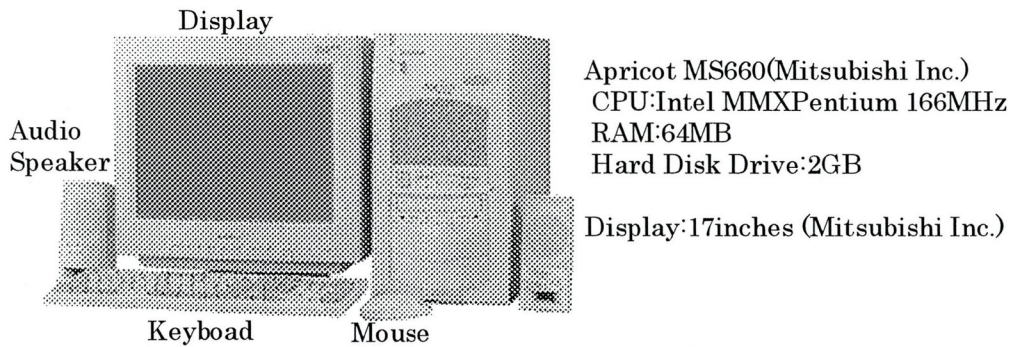 Display
Audio
Speaker
Keyboad
Mouse
Apricot MS660(Mitsubishi Inc.)
CPU:Intel MMXPentium 166MHz
RAM:64MB
Hard Disk Drive:2GB
Display:17inches (Mitsubishi Inc.)